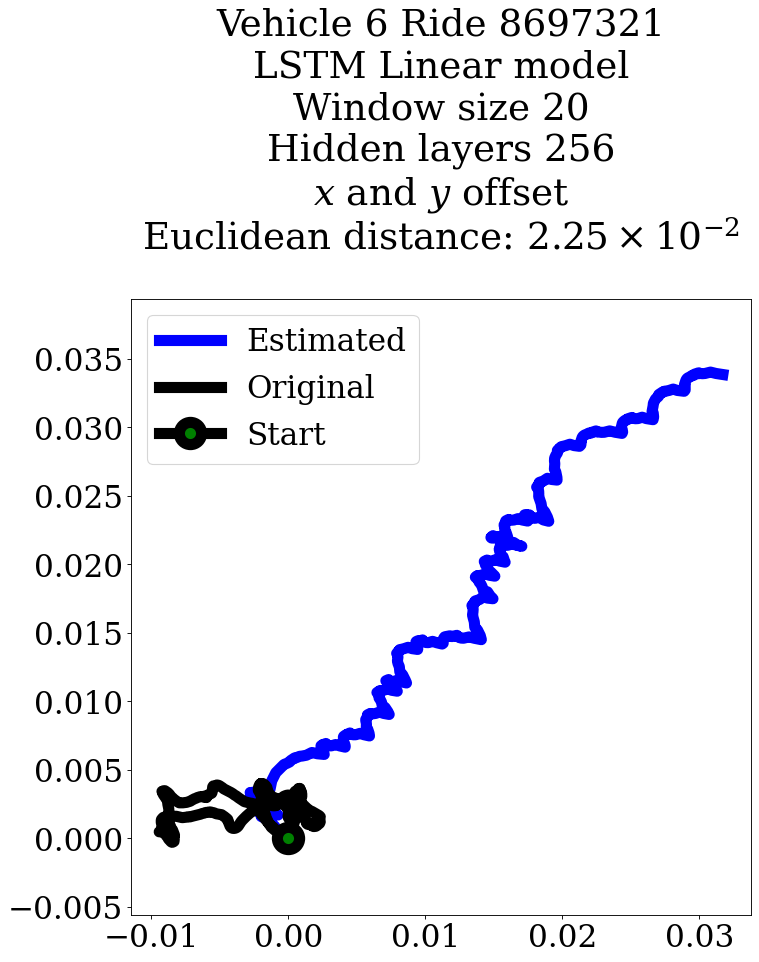 Vehicle 6 Ride 8697321
LSTM Linear model
Window size 20
Hidden layers 256
x and y offset
Euclidean distance: 2.25 × 10⁻²
Estimated
Original
Start
0.035
0.030
0.025
0.020
0.015
0.010
0.005
0.000
−0.005
−0.01 0.00 0.01 0.02 0.03